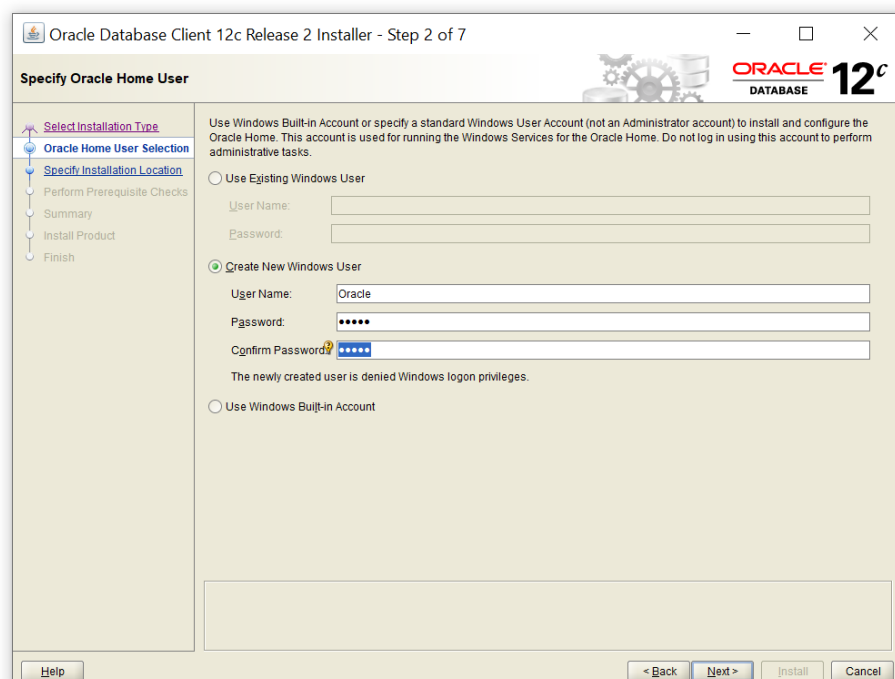 Oracle Database Client 12c Release 2 Installer - Step 2 of 7
Specify Oracle Home User
ORACLE
DATABASE
12c
Select Installation Type
Oracle Home User Selection
Specify Installation Location
Perform Prerequisite Checks
Summary
Install Product
Finish
Use Windows Built-in Account or specify a standard Windows User Account (not an Administrator account) to install and configure the
Oracle Home. This account is used for running the Windows Services for the Oracle Home. Do not log in using this account to perform
administrative tasks.
Use Existing Windows User
User Name:
Password:
Create New Windows User
User Name: Oracle
Password: •••••
Confirm Password: •••••
The newly created user is denied Windows logon privileges.
Use Windows Built-in Account
Help
< Back
Next >
Install
Cancel